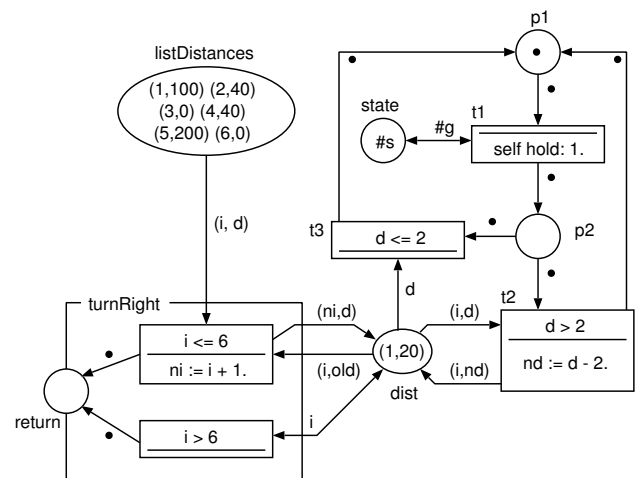 p1
listDistances
(1,100) (2,40)
(3,0) (4,40)
(5,200) (6,0)
state
#s
#g
t1
self hold: 1.
(i, d)
t3
d <= 2
p2
d
t2
turnRight
(ni,d)
(i,d)
i <= 6
ni := i + 1.
(1,20)
d > 2
nd := d - 2.
(i,old)
(i,nd)
dist
return
i > 6
i